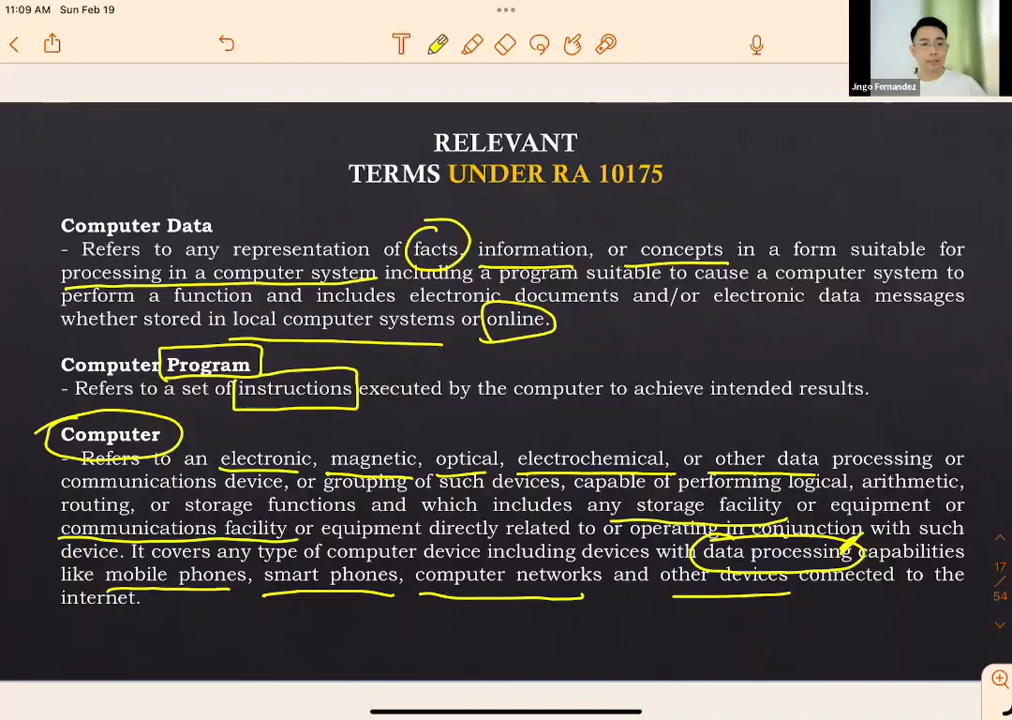 11:09 AM Sun Feb 19
Jingo Fernandez
RELEVANT
TERMS UNDER RA 10175
Computer Data
- Refers to any representation of facts, information, or concepts in a form suitable for
processing in a computer system including a program suitable to cause a computer system to
perform a function and includes electronic documents and/or electronic data messages
whether stored in local computer systems or online.
Computer Program
- Refers to a set of instructions executed by the computer to achieve intended results.
Computer
- Refers to an electronic, magnetic, optical, electrochemical, or other data processing or
communications device, or grouping of such devices, capable of performing logical, arithmetic,
routing, or storage functions and which includes any storage facility or equipment or
communications facility or equipment directly related to or operating in conjunction with such
device. It covers any type of computer device including devices with data processing capabilities
like mobile phones, smart phones, computer networks and other devices connected to the
internet.
17
/
54